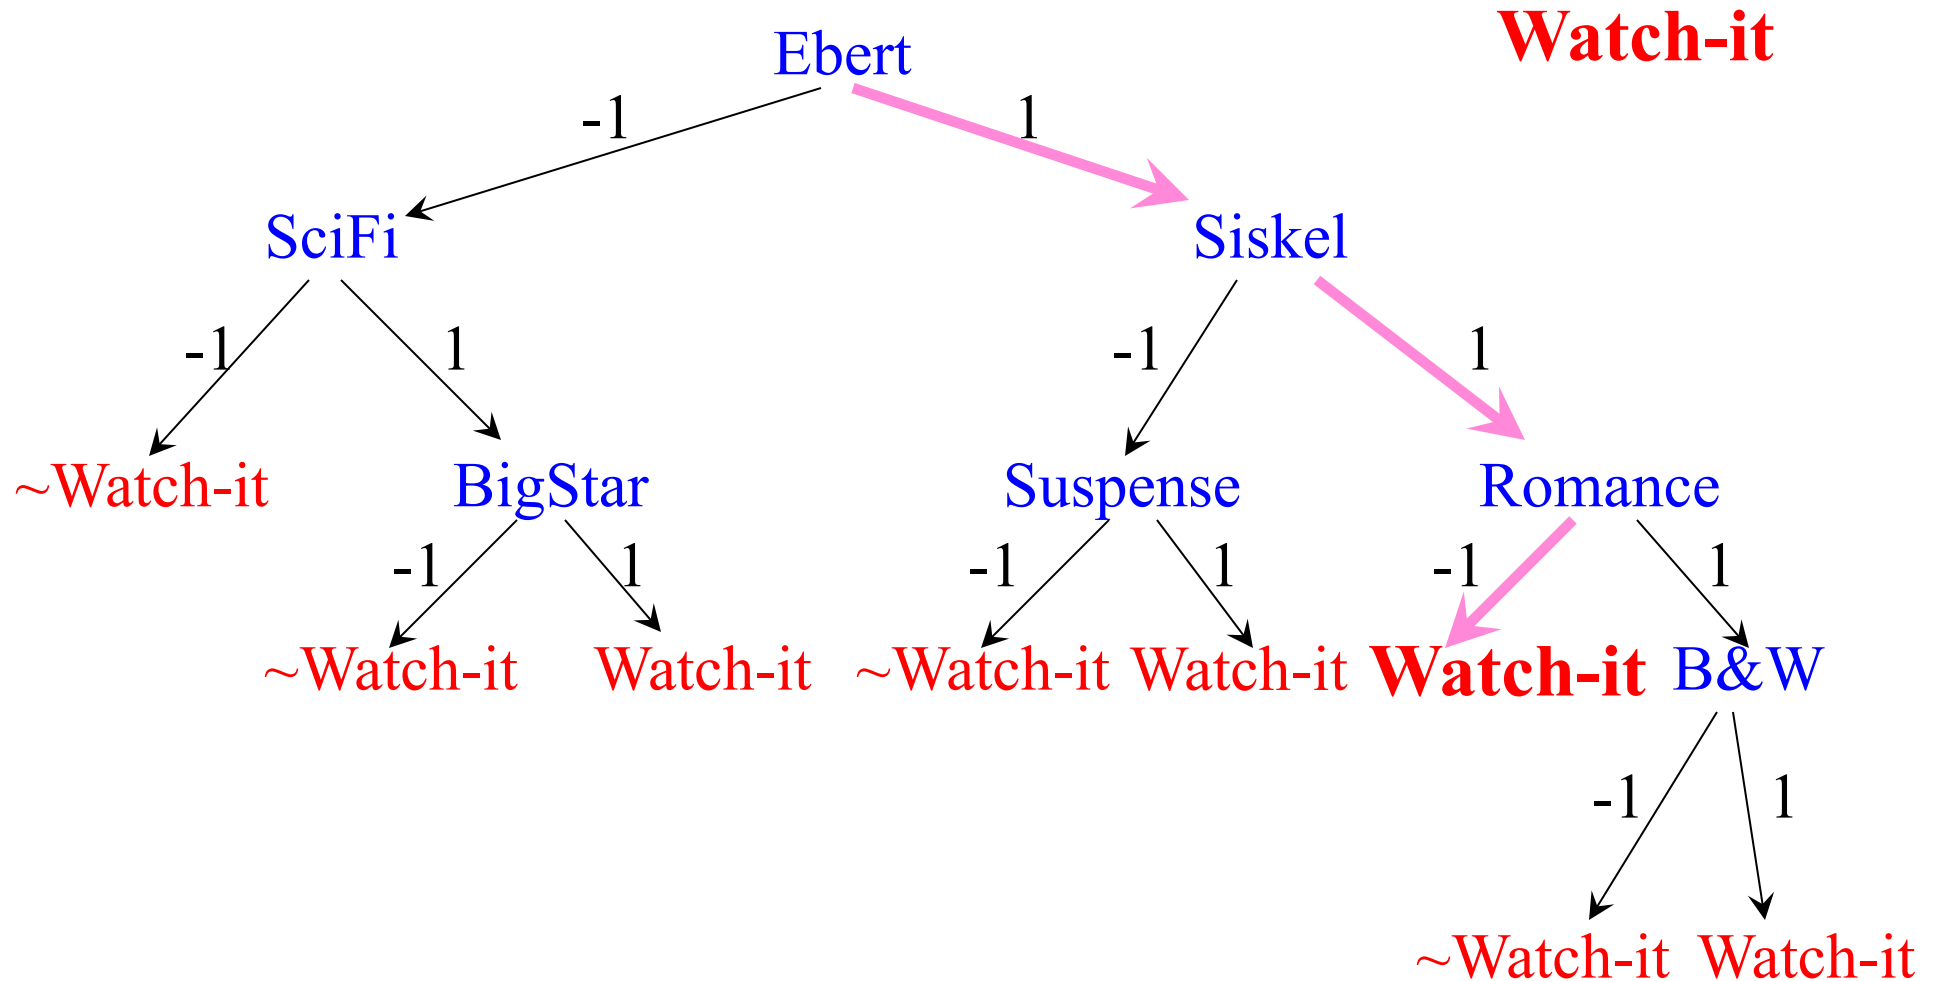 Watch-it
Ebert
-1 1
SciFi Siskel
-1 1 -1 1
~Watch-it BigStar Suspense Romance
-1 1 -1 1 -1 1
~Watch-it Watch-it ~Watch-it Watch-it Watch-it B&W
-1 1
~Watch-it Watch-it